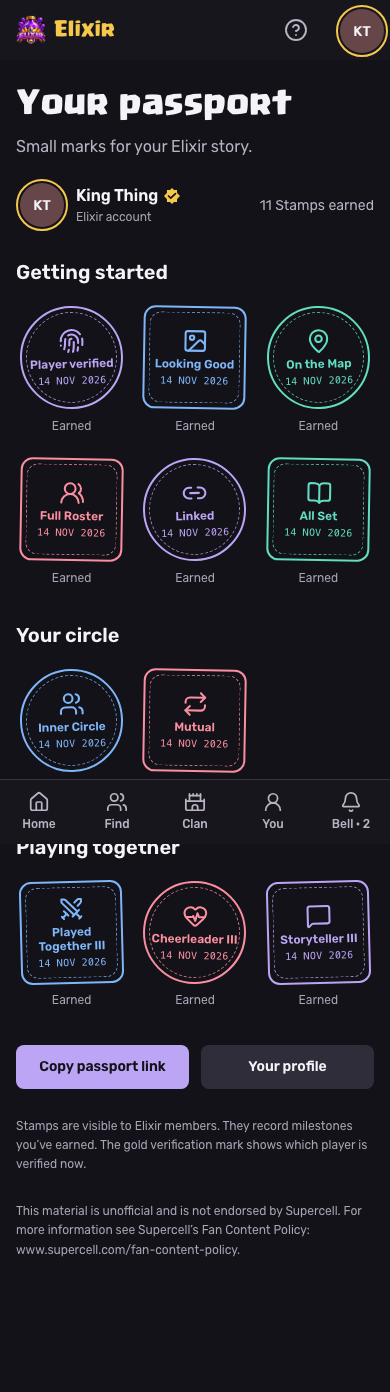 Elixir
KT
Your passport
Small marks for your Elixir story.
KT
King Thing
Elixir account
11 Stamps earned
Getting started
Player verified
14 NOV 2026
Earned
Looking Good
14 NOV 2026
Earned
On the Map
14 NOV 2026
Earned
Full Roster
14 NOV 2026
Earned
Linked
14 NOV 2026
Earned
All Set
14 NOV 2026
Earned
Your circle
Inner Circle
14 NOV 2026
Mutual
14 NOV 2026
Home
Find
Clan
You
Bell • 2
Playing together
Played
Together III
14 NOV 2026
Earned
Cheerleader III
14 NOV 2026
Earned
Storyteller III
14 NOV 2026
Earned
Copy passport link
Your profile
Stamps are visible to Elixir members. They record milestones
you’ve earned. The gold verification mark shows which player is
verified now.
This material is unofficial and is not endorsed by Supercell. For
more information see Supercell’s Fan Content Policy:
www.supercell.com/fan-content-policy.